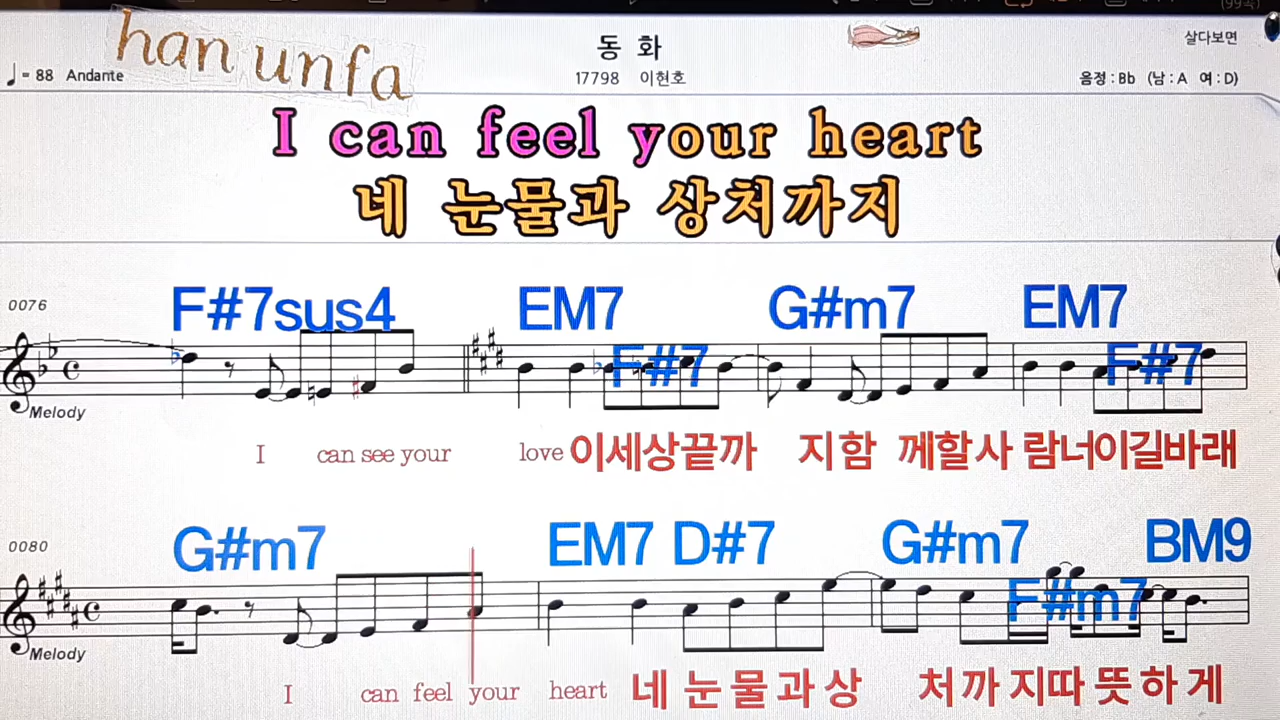 (99곡)
han unfa
동 화
살다보면
♩= 88 Andante
17798 이현호
음정 : Bb (남 : A 여 : D)
I can feel your heart
네 눈물과 상처까지
0076
F#7sus4 EM7 F#7 G#m7 EM7 F#7
Melody
I can see your love 이세상끝까 지함 께할사 람너이길바래
0080
G#m7 EM7 D#7 G#m7 F#m7 BM9
Melody
I can feel your heart 네 눈물과상 처까 지따뜻하게